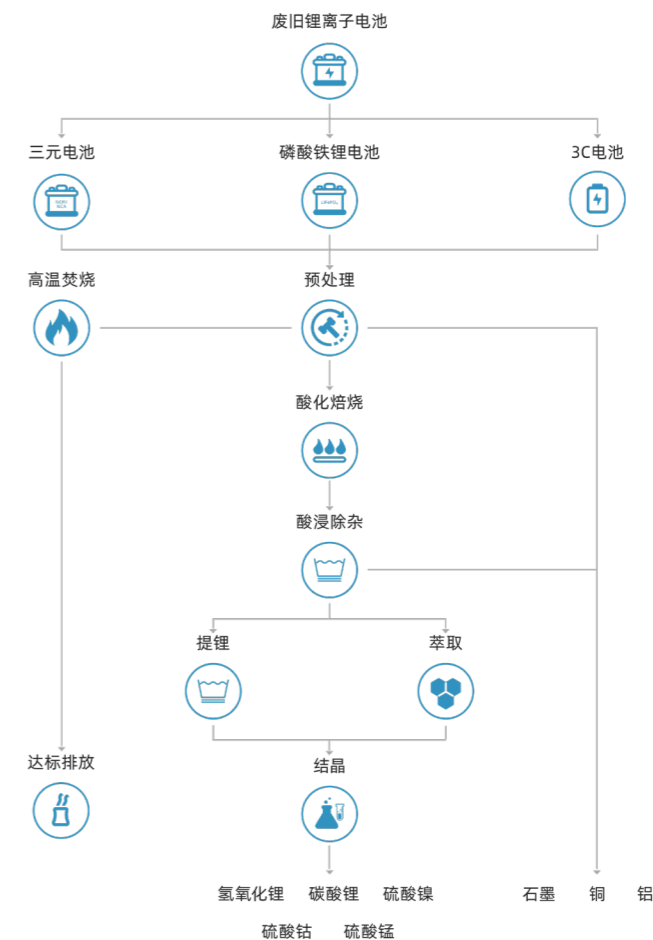 废旧锂离子电池
三元电池 磷酸铁锂电池 3C电池
高温焚烧 预处理
酸化焙烧
酸浸除杂
提锂 萃取
达标排放 结晶
氢氧化锂 碳酸锂 硫酸镍 石墨 铜 铝
硫酸钴 硫酸锰